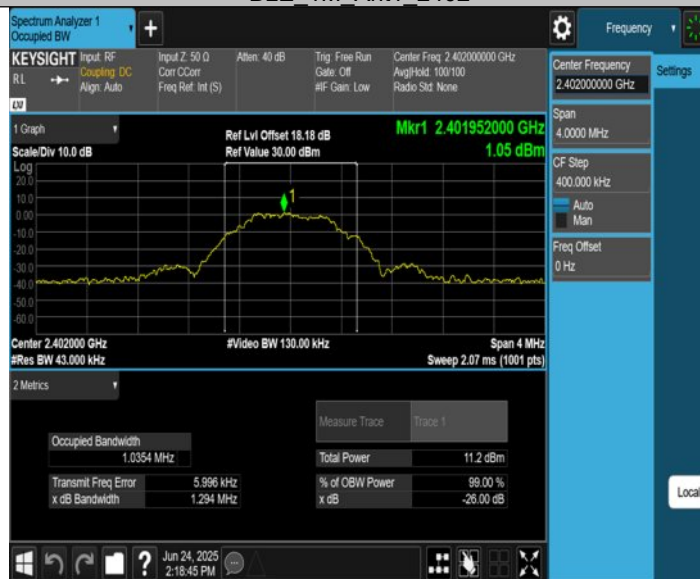 Spectrum Analyzer 1
Occupied BW
Frequency
KEYSIGHT
RL
Input: RF
Coupling: DC
Align: Auto
Input Z: 50 Ω
Corr CCorr
Freq Ref: Int (S)
Atten: 40 dB
Trig: Free Run
Gate: Off
#IF Gain: Low
Center Freq: 2.402000000 GHz
Avg|Hold: 100/100
Radio Std: None
LXI
1 Graph
Scale/Div 10.0 dB
Ref Lvl Offset 18.18 dB
Ref Value 30.00 dBm
Mkr1 2.401952000 GHz
1.05 dBm
Log
20.0
10.0
0.00
-10.0
-20.0
-30.0
-40.0
-50.0
-60.0
1
Center 2.402000 GHz
#Res BW 43.000 kHz
#Video BW 130.00 kHz
Span 4 MHz
Sweep 2.07 ms (1001 pts)
2 Metrics
Measure Trace
Trace 1
Occupied Bandwidth
1.0354 MHz
Total Power
11.2 dBm
Transmit Freq Error
5.996 kHz
% of OBW Power
99.00 %
x dB Bandwidth
1.294 MHz
x dB
-26.00 dB
Center Frequency
2.402000000 GHz
Settings
Span
4.0000 MHz
CF Step
400.000 kHz
Auto
Man
Freq Offset
0 Hz
Local
?
Jun 24, 2025
2:18:45 PM